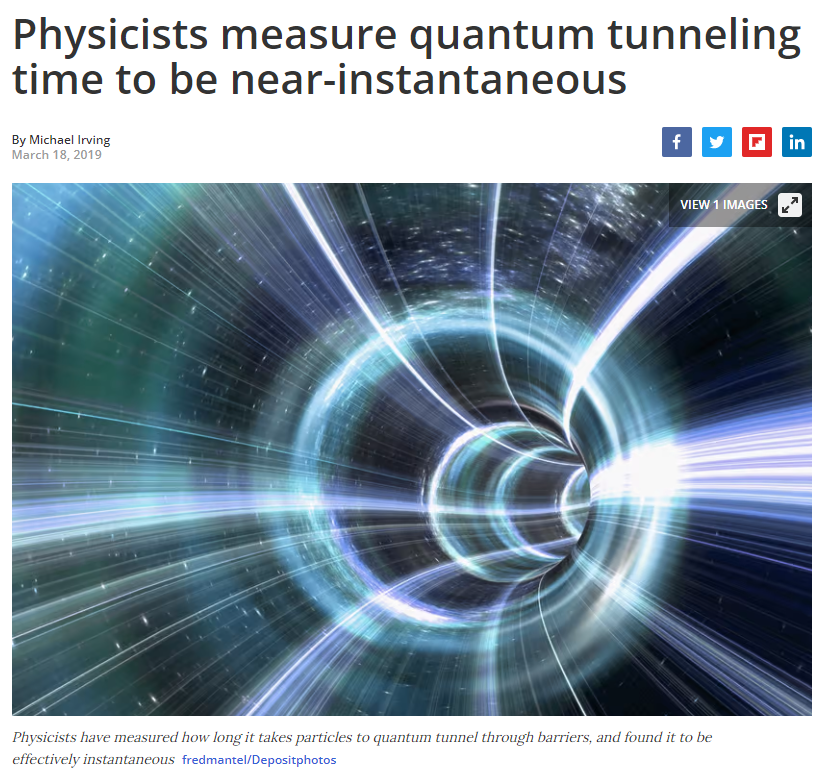 Physicists measure quantum tunneling
time to be near-instantaneous
By Michael Irving
March 18, 2019
f
in
VIEW 1 IMAGES
Physicists have measured how long it takes particles to quantum tunnel through barriers, and found it to be
effectively instantaneous fredmantel/Depositphotos